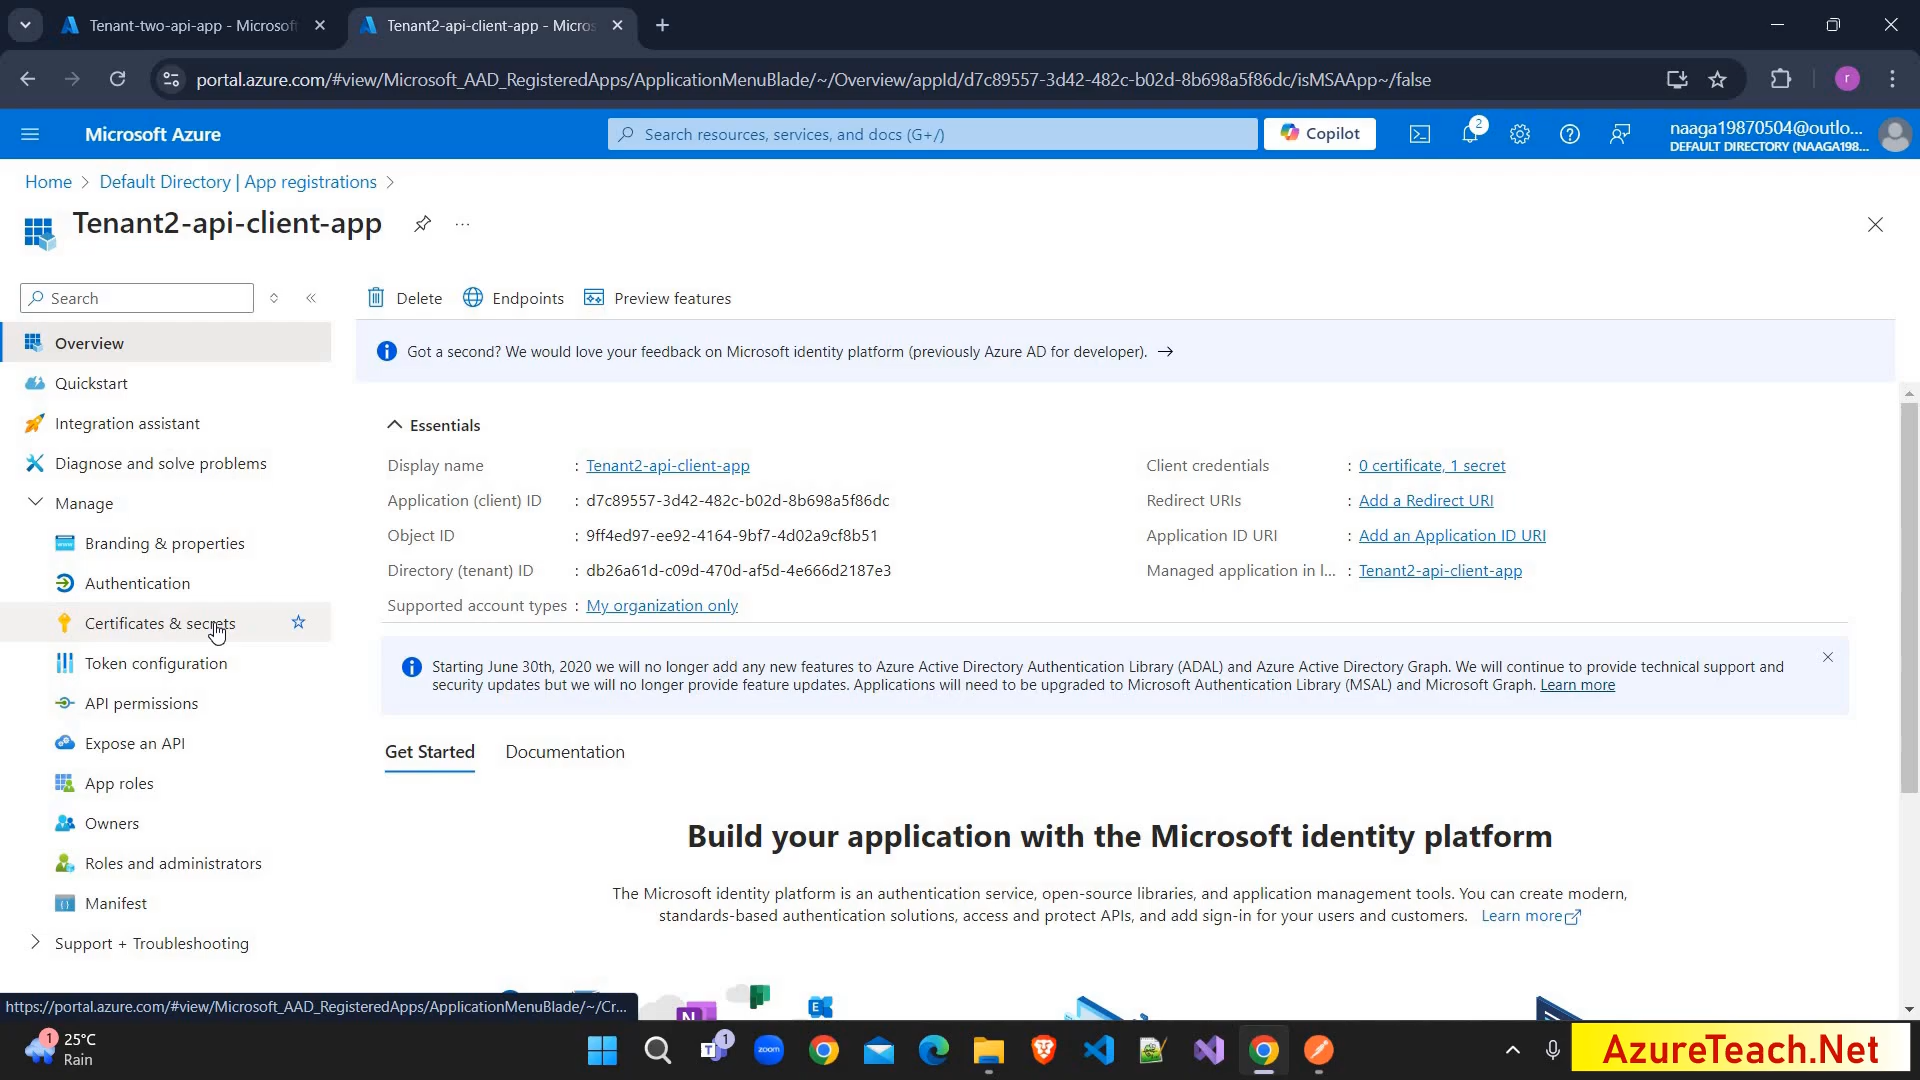 Tenant-two-api-app - Microsoft
Tenant2-api-client-app - Micros
portal.azure.com/#view/Microsoft_AAD_RegisteredApps/ApplicationMenuBlade/~/Overview/appId/d7c89557-3d42-482c-b02d-8b698a5f86dc/isMSAApp~/false
r
Microsoft Azure
Search resources, services, and docs (G+/)
Copilot
2
naaga19870504@outlo...
DEFAULT DIRECTORY (NAAGA198...
Home > Default Directory | App registrations >
Tenant2-api-client-app
...
Search
Delete
Endpoints
Preview features
Overview
Quickstart
Integration assistant
Diagnose and solve problems
Manage
Branding & properties
Authentication
Certificates & secrets
Token configuration
API permissions
Expose an API
App roles
Owners
Roles and administrators
Manifest
Support + Troubleshooting
Got a second? We would love your feedback on Microsoft identity platform (previously Azure AD for developer). →
Essentials
Display name : Tenant2-api-client-app
Application (client) ID : d7c89557-3d42-482c-b02d-8b698a5f86dc
Object ID : 9ff4ed97-ee92-4164-9bf7-4d02a9cf8b51
Directory (tenant) ID : db26a61d-c09d-470d-af5d-4e666d2187e3
Supported account types : My organization only
Client credentials : 0 certificate, 1 secret
Redirect URIs : Add a Redirect URI
Application ID URI : Add an Application ID URI
Managed application in l... : Tenant2-api-client-app
Starting June 30th, 2020 we will no longer add any new features to Azure Active Directory Authentication Library (ADAL) and Azure Active Directory Graph. We will continue to provide technical support and
security updates but we will no longer provide feature updates. Applications will need to be upgraded to Microsoft Authentication Library (MSAL) and Microsoft Graph. Learn more
Get Started
Documentation
Build your application with the Microsoft identity platform
The Microsoft identity platform is an authentication service, open-source libraries, and application management tools. You can create modern,
standards-based authentication solutions, access and protect APIs, and add sign-in for your users and customers. Learn more
N
E
https://portal.azure.com/#view/Microsoft_AAD_RegisteredApps/ApplicationMenuBlade/~/Cr...
1
25°C
Rain
T
1
zoom
AzureTeach.Net